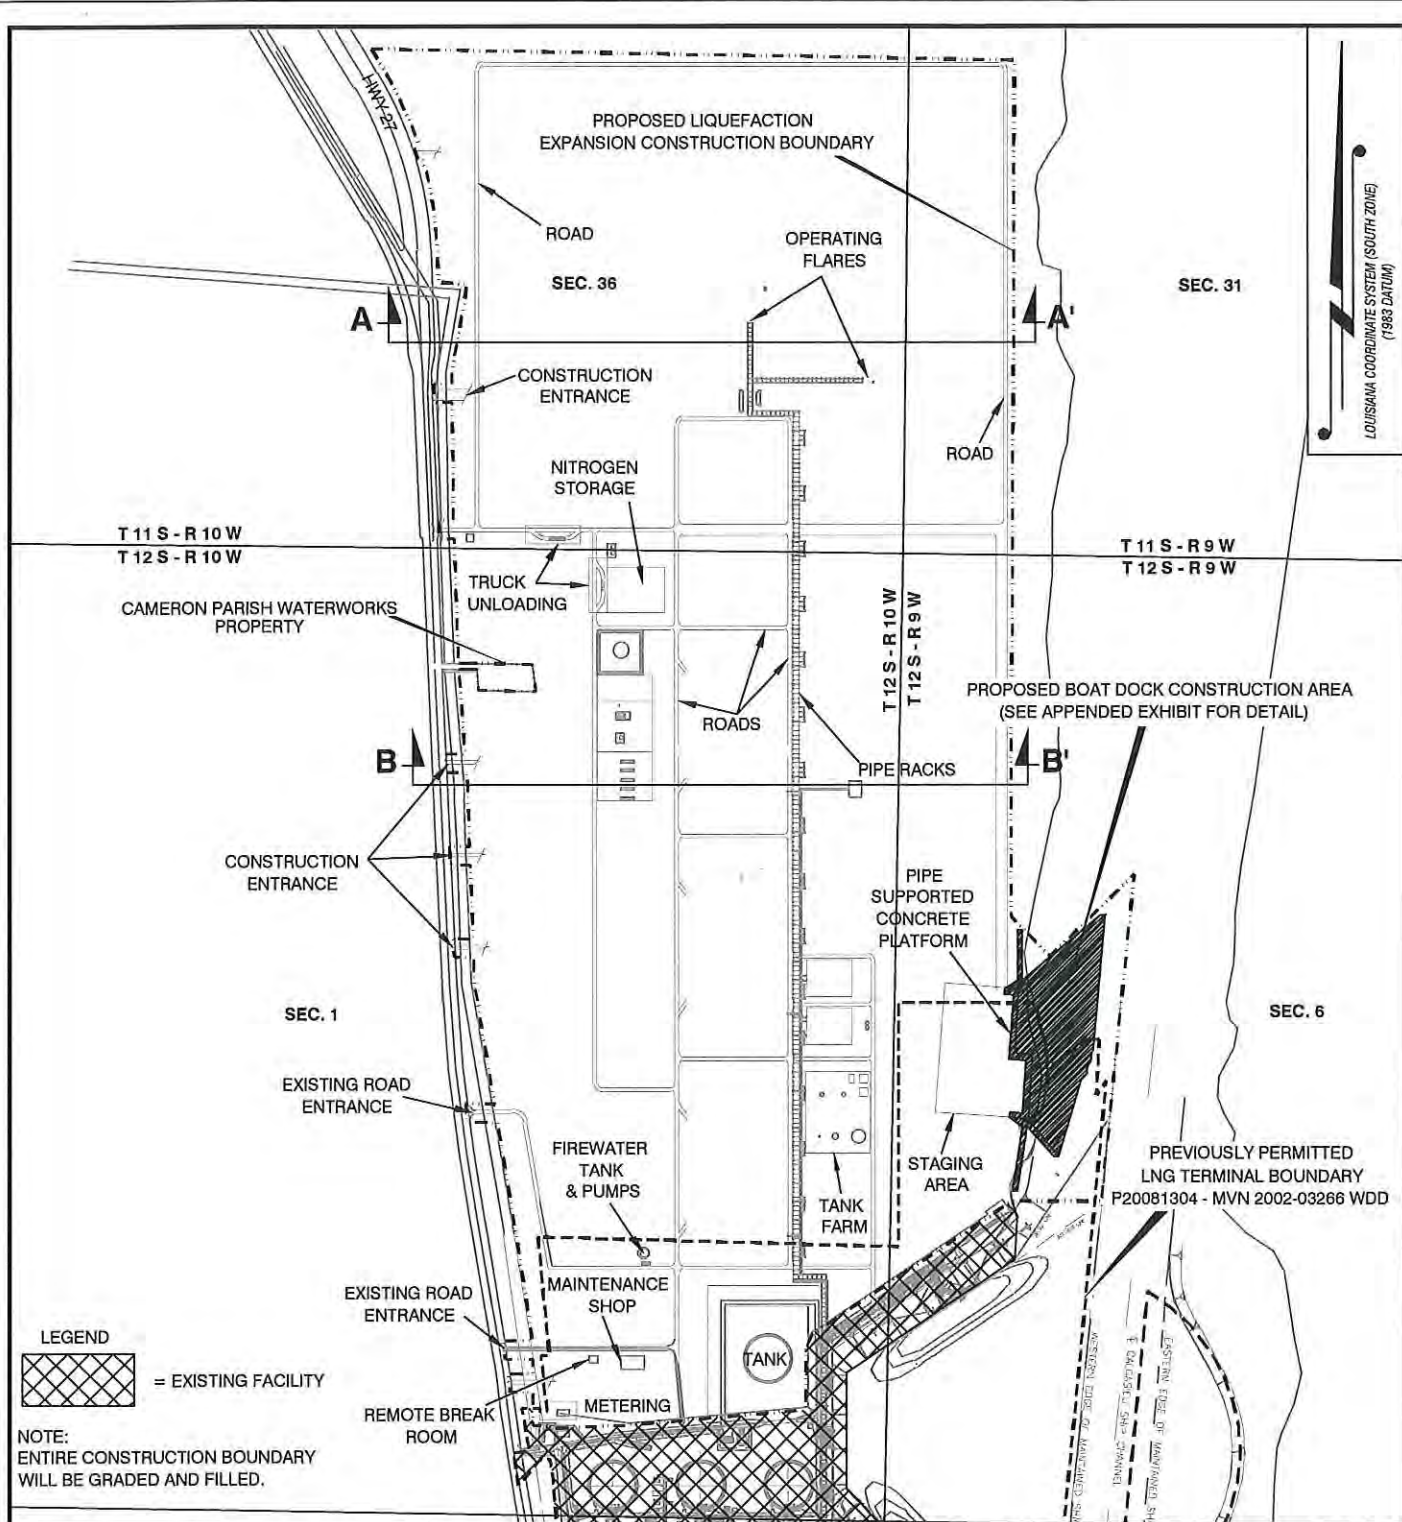 HWY 27
PROPOSED LIQUEFACTION
EXPANSION CONSTRUCTION BOUNDARY
LOUISIANA COORDINATE SYSTEM (SOUTH ZONE)
(1983 DATUM)
ROAD
OPERATING
FLARES
SEC. 36
SEC. 31
A
A'
CONSTRUCTION
ENTRANCE
ROAD
NITROGEN
STORAGE
T 11 S - R 10 W
T 12 S - R 10 W
T 11 S - R 9 W
T 12 S - R 9 W
TRUCK
UNLOADING
CAMERON PARISH WATERWORKS
PROPERTY
T 12 S - R 10 W
T 12 S - R 9 W
PROPOSED BOAT DOCK CONSTRUCTION AREA
(SEE APPENDED EXHIBIT FOR DETAIL)
ROADS
B
PIPE RACKS
B'
CONSTRUCTION
ENTRANCE
PIPE
SUPPORTED
CONCRETE
PLATFORM
SEC. 1
SEC. 6
EXISTING ROAD
ENTRANCE
FIREWATER
TANK
& PUMPS
STAGING
AREA
PREVIOUSLY PERMITTED
LNG TERMINAL BOUNDARY
P20081304 - MVN 2002-03266 WDD
TANK
FARM
EXISTING ROAD
ENTRANCE
MAINTENANCE
SHOP
TANK
LEGEND
= EXISTING FACILITY
REMOTE BREAK
ROOM
METERING
NOTE:
ENTIRE CONSTRUCTION BOUNDARY
WILL BE GRADED AND FILLED.
WESTERN EDGE OF MAINTAINED SH
CALCASIEU SHIP CHANNEL
EASTERN EDGE OF MAINTAINED SH